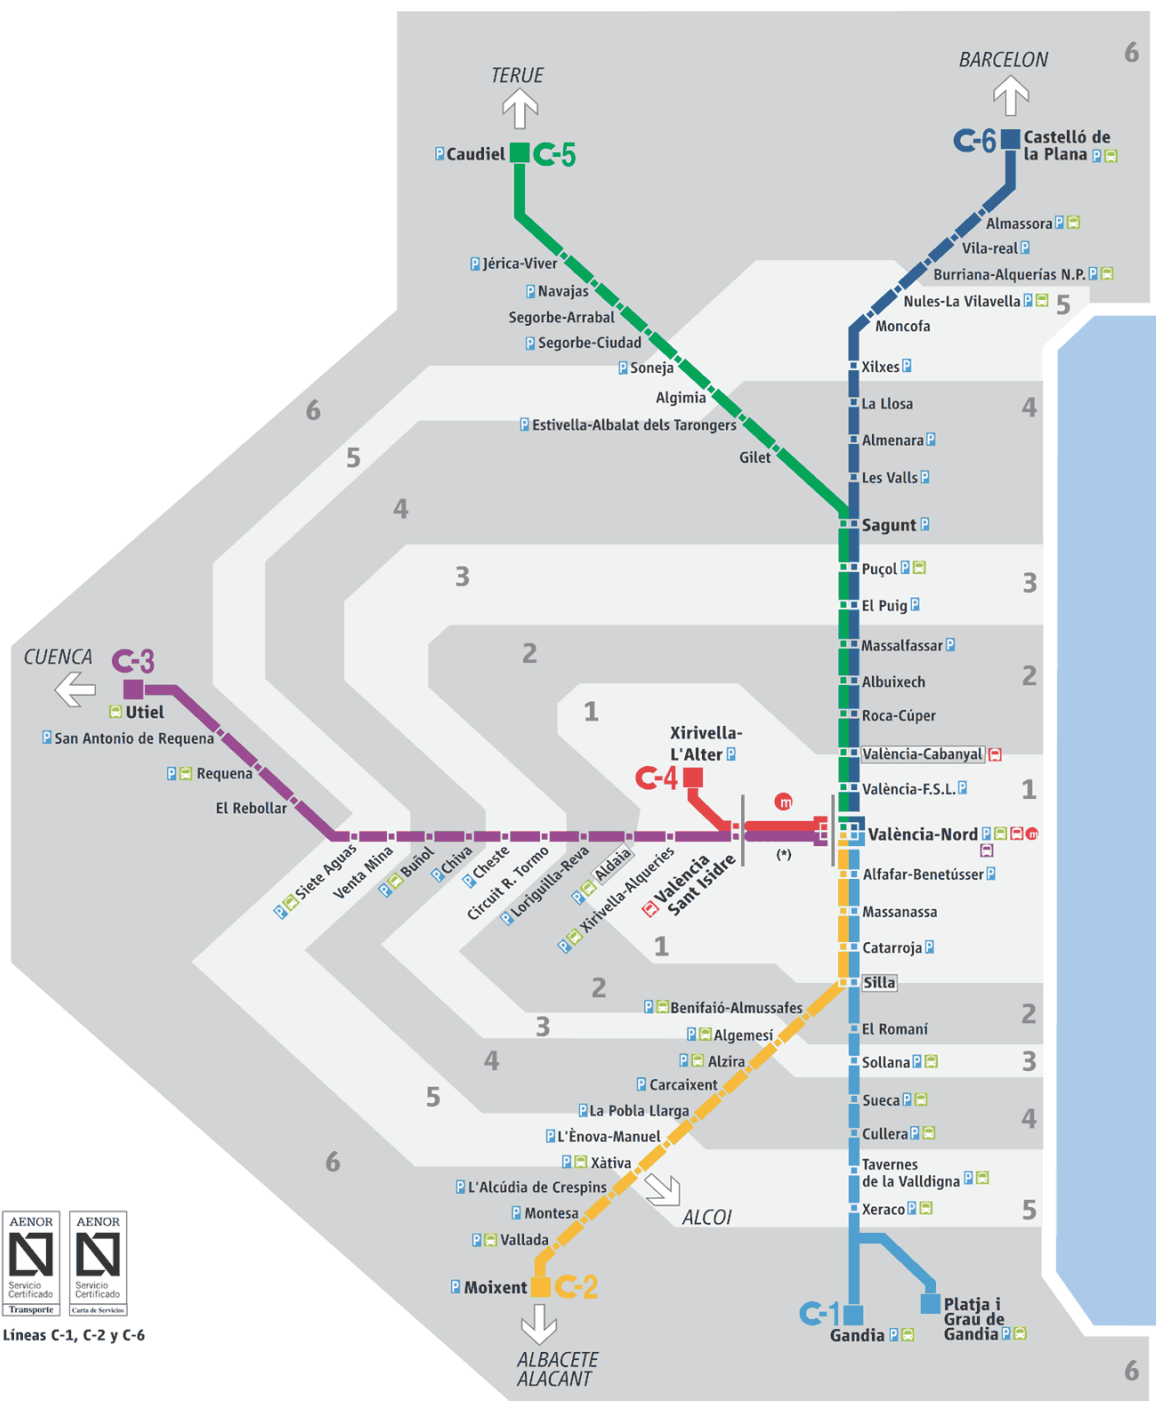 6
TERUE
BARCELON
Caudiel
C-5
C-6
Castelló de
la Plana
Almassora
Vila-real
Jérica-Viver
Burriana-Alquerías N.P.
Navajas
Nules-La Vilavella
5
Segorbe-Arrabal
Moncofa
Segorbe-Ciudad
Soneja
Xilxes
Algimia
La Llosa
4
6
Estivella-Albalat dels Tarongers
Almenara
5
Gilet
Les Valls
4
Sagunt
Puçol
3
3
El Puig
2
Massalfassar
CUENCA
C-3
Albuixech
2
Utiel
1
Roca-Cúper
San Antonio de Requena
Xirivella-
L'Alter
València-Cabanyal
Requena
C-4
València-F.S.L.
1
El Rebollar
m
València-Nord
m
(*)
Siete Aguas
Venta Mina
Buñol
Chiva
Cheste
Circuit R. Tormo
Loriguilla-Reva
Aldaia
Xirivella-Alqueríes
València
Sant Isidre
Alfafar-Benetússer
Massanassa
1
Catarroja
Silla
2
Benifaió-Almussafes
2
3
Algemesí
El Romaní
4
Alzira
Sollana
3
5
Carcaixent
Sueca
La Pobla Llarga
4
L'Ènova-Manuel
Cullera
6
Xàtiva
Tavernes
de la Valldigna
L'Alcúdia de Crespins
Montesa
ALCOI
Xeraco
5
Vallada
Moixent
C-2
C-1
Gandia
Platja i
Grau de
Gandia
ALBACETE
ALACANT
6
AENOR
Servicio
Certificado
Transporte
AENOR
Servicio
Certificado
Carta de Servicios
Líneas C-1, C-2 y C-6